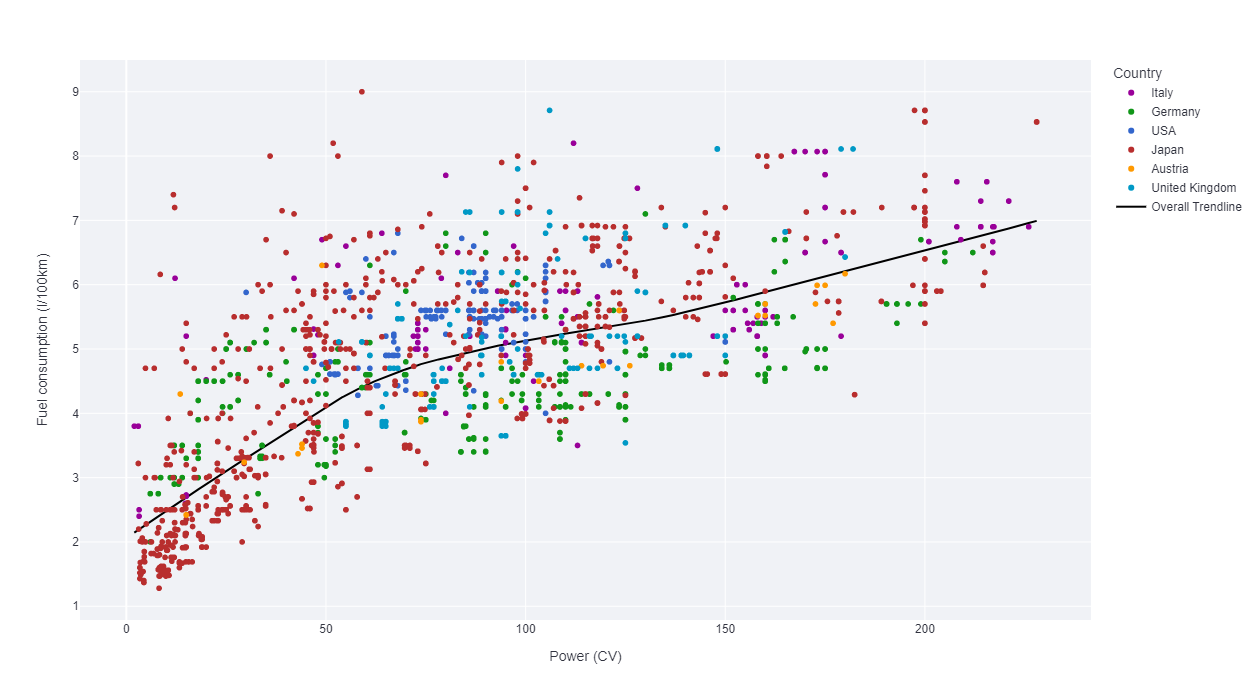 Country
Italy
Germany
USA
Japan
Austria
United Kingdom
Overall Trendline
Fuel consumption (l/100km)
9
8
7
6
5
4
3
2
1
0
50
100
150
200
Power (CV)